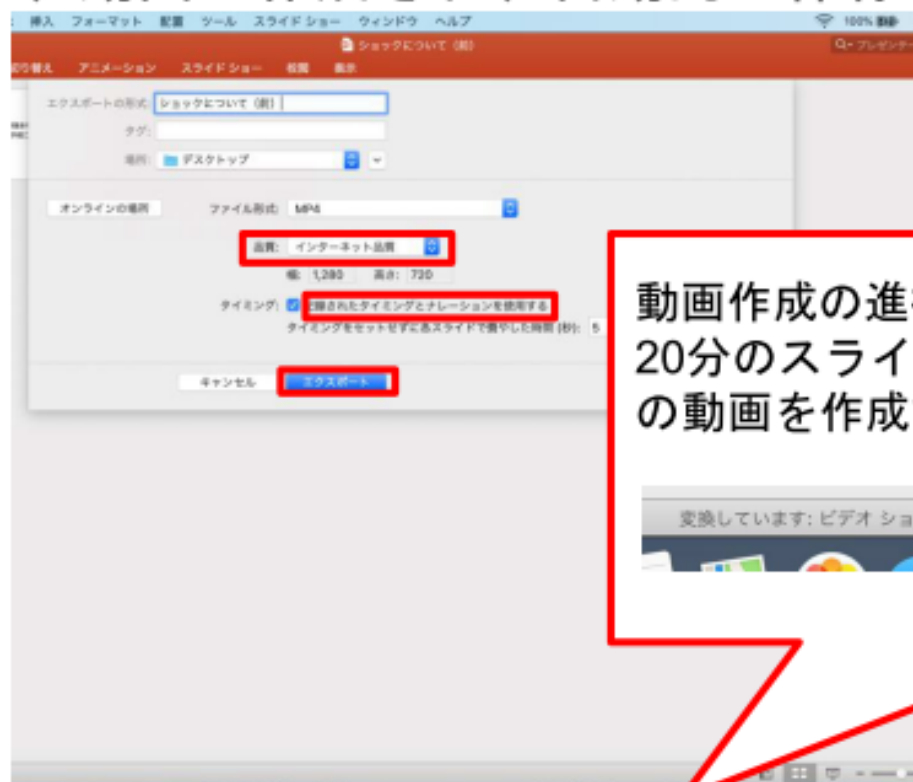 挿入 フォーマット 配置 ツール スライドショー ウィンドウ ヘルプ 100%
ショックについて（前）
アニメーション スライドショー 校閲 表示
エクスポートの形式: ショックについて（前）
タグ:
場所: デスクトップ
オンラインの場所 ファイル形式: MP4
品質: インターネット品質
幅: 1,280 高さ: 720
タイミング: 記録されたタイミングとナレーションを使用する
タイミングをセットせずに各スライドで費やした時間 (秒): 5
キャンセル エクスポート
動画作成の進
20分のスライ
の動画を作成
変換しています: ビデオ ショ